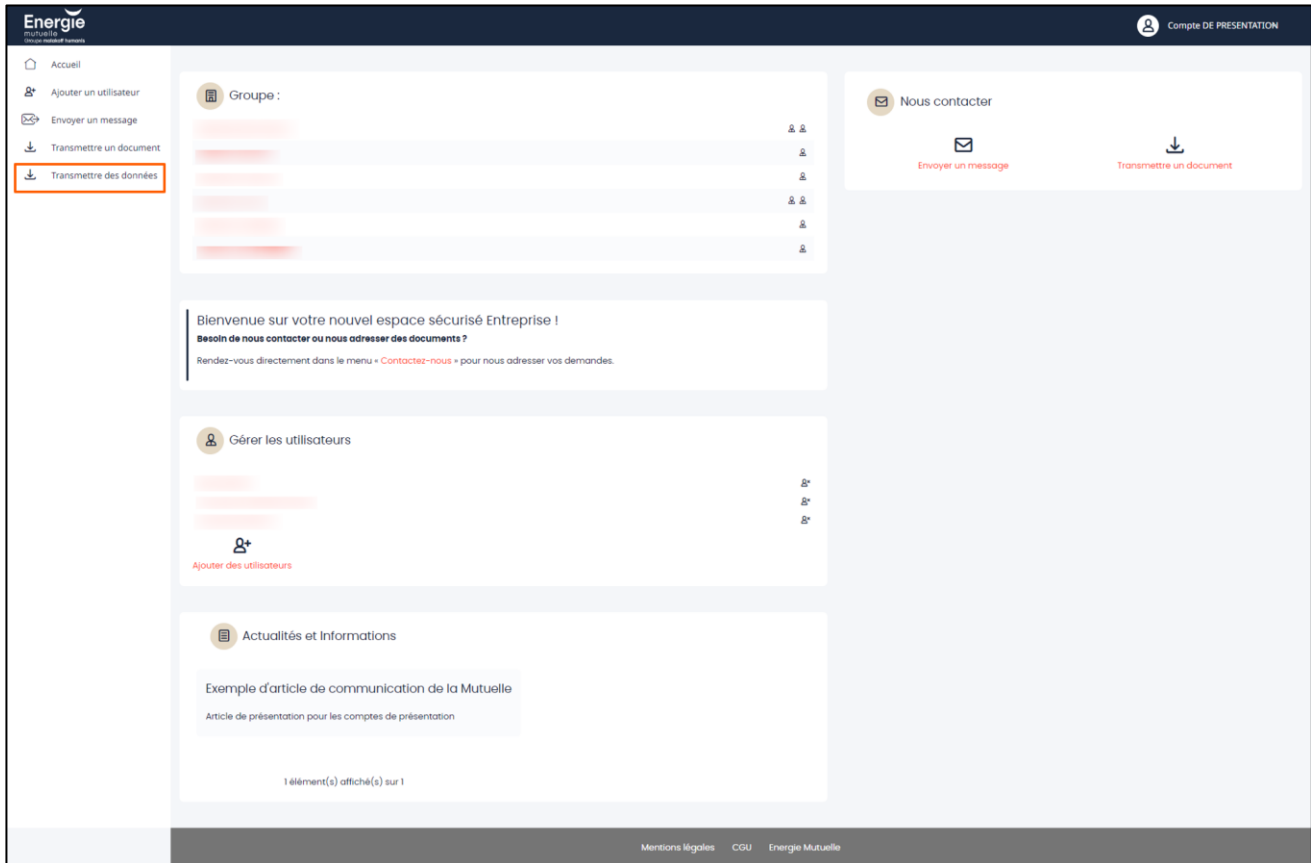 Energie
mutuelle
Groupe malakoff humanis
Compte DE PRESENTATION
Accueil
Ajouter un utilisateur
Envoyer un message
Transmettre un document
Transmettre des données
Groupe :
Nous contacter
Envoyer un message
Transmettre un document
Bienvenue sur votre nouvel espace sécurisé Entreprise !
Besoin de nous contacter ou nous adresser des documents ?
Rendez-vous directement dans le menu « Contactez-nous » pour nous adresser vos demandes.
Gérer les utilisateurs
Ajouter des utilisateurs
Actualités et Informations
Exemple d'article de communication de la Mutuelle
Article de présentation pour les comptes de présentation
1 élément(s) affiché(s) sur 1
Mentions légales CGU Energie Mutuelle